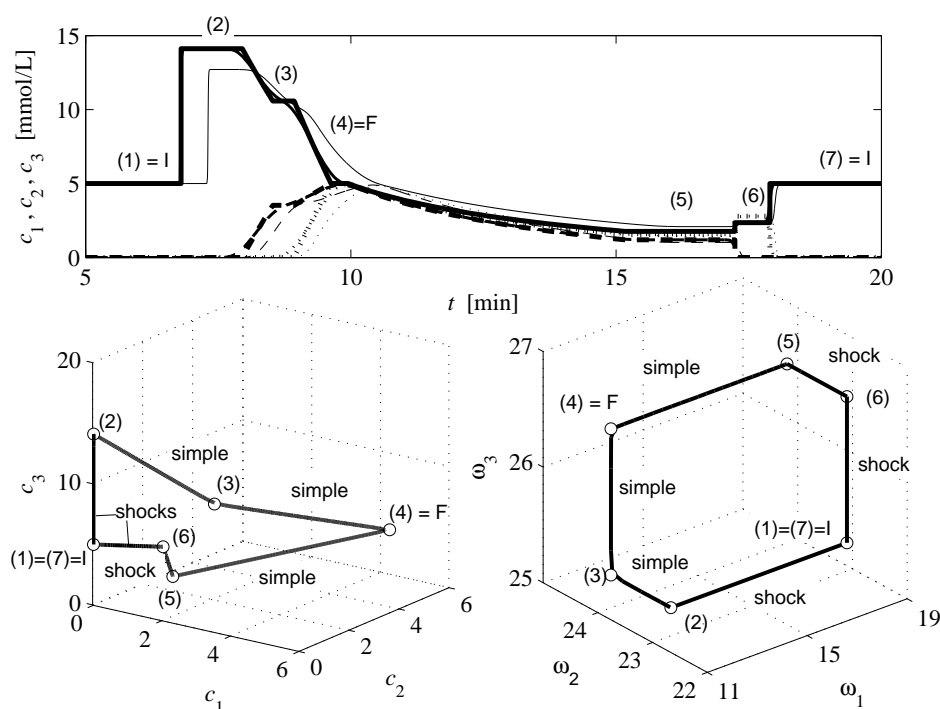 (2)
15
(3)
10
(4)=F
(1) = I
(7) = I
5
(5)
(6)
0
c1, c2, c3 [mmol/L]
5
10
15
20
t [min]
20
(2)
simple
c3
10
(3)
simple
shocks
(4) = F
(6)
(1)=(7)=I
shock
simple
(5)
0
0
2
4
6
c1
0
2
4
6
c2
27
(5)
simple
shock
(4) = F
(6)
ω3
26
simple
shock
(1)=(7)=I
(3)
simple
25
(2)
shock
24
23
22
ω2
11
15
19
ω1